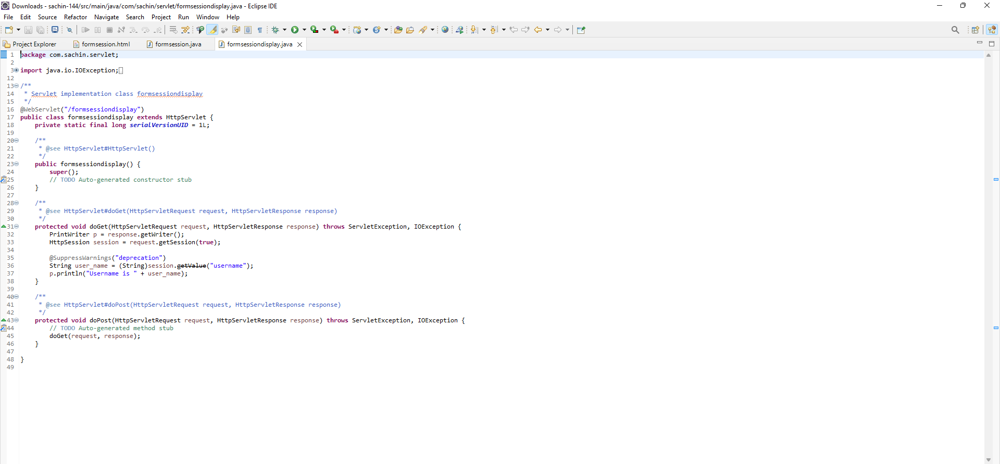 Downloads - sachin-144/src/main/java/com/sachin/servlet/formsessiondisplay.java - Eclipse IDE
File Edit Source Refactor Navigate Search Project Run Window Help
Project Explorer formsession.html formsession.java formsessiondisplay.java
1 package com.sachin.servlet;
2
3 import java.io.IOException;
12
13 /**
14 * Servlet implementation class formsessiondisplay
15 */
16 @WebServlet("/formsessiondisplay")
17 public class formsessiondisplay extends HttpServlet {
18 private static final long serialVersionUID = 1L;
19
20 /**
21 * @see HttpServlet#HttpServlet()
22 */
23 public formsessiondisplay() {
24 super();
25 // TODO Auto-generated constructor stub
26 }
27
28 /**
29 * @see HttpServlet#doGet(HttpServletRequest request, HttpServletResponse response)
30 */
31 protected void doGet(HttpServletRequest request, HttpServletResponse response) throws ServletException, IOException {
32 PrintWriter p = response.getWriter();
33 HttpSession session = request.getSession(true);
34
35 @SuppressWarnings("deprecation")
36 String user_name = (String)session.getValue("username");
37 p.println("Username is " + user_name);
38 }
39
40 /**
41 * @see HttpServlet#doPost(HttpServletRequest request, HttpServletResponse response)
42 */
43 protected void doPost(HttpServletRequest request, HttpServletResponse response) throws ServletException, IOException {
44 // TODO Auto-generated method stub
45 doGet(request, response);
46 }
47
48 }
49